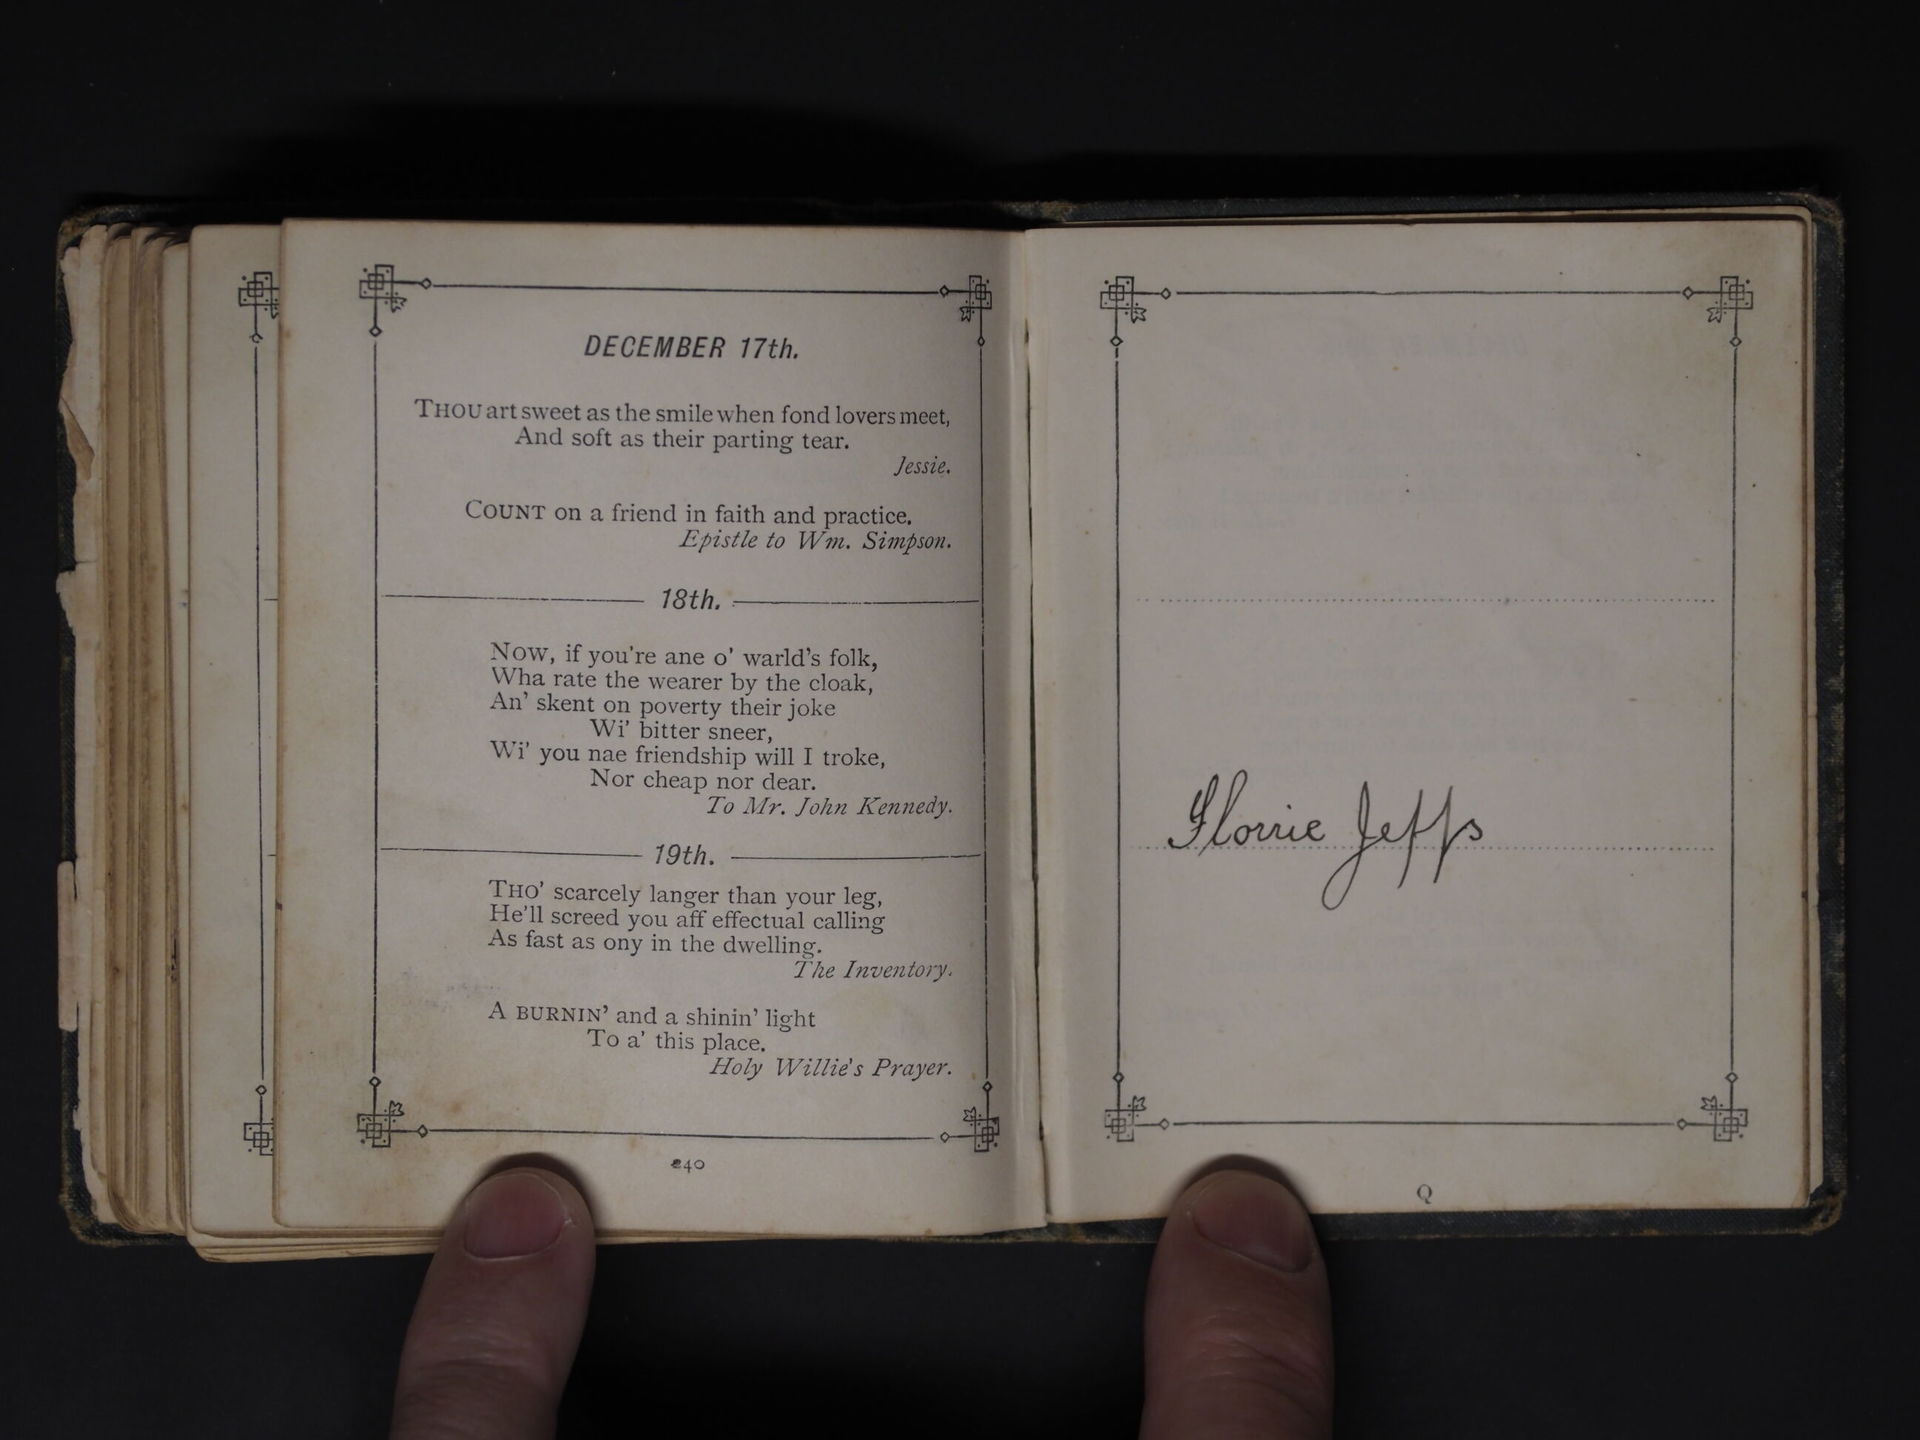 DECEMBER 17th.
THOU art sweet as the smile when fond lovers meet,
And soft as their parting tear.
Jessie.
COUNT on a friend in faith and practice.
Epistle to Wm. Simpson.
18th.
NOW, if you're ane o' warld's folk,
Wha rate the wearer by the cloak,
An' skent on poverty their joke
Wi' bitter sneer,
Wi' you nae friendship will I troke,
Nor cheap nor dear.
To Mr. John Kennedy.
19th.
THO' scarcely langer than your leg,
He'll screed you aff effectual calling
As fast as ony in the dwelling.
The Inventory.
A BURNIN' and a shinin' light
To a' this place.
Holy Willie's Prayer.
240
Florrie Jeffs
Q